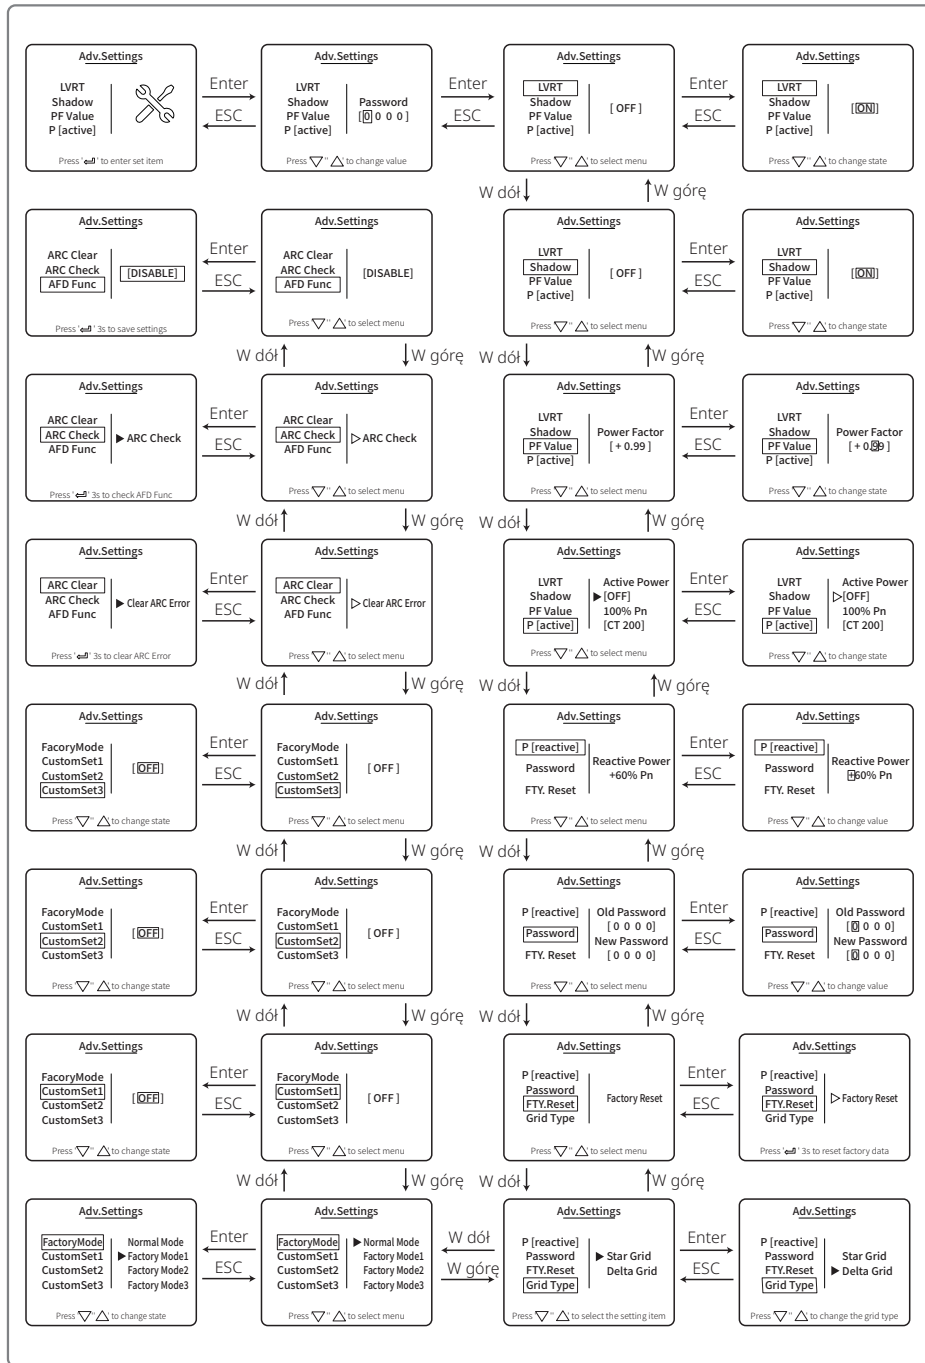 Adv.Settings
LVRT
Shadow
PF Value
P [active]
Press '⏎' to enter set item
Enter
ESC
Adv.Settings
LVRT
Shadow
PF Value
P [active]
Password
[0 0 0 0]
Press ▽" △' to change value
Enter
ESC
Adv.Settings
LVRT
Shadow
PF Value
P [active]
[ OFF ]
Press ▽" △' to select menu
Enter
ESC
Adv.Settings
LVRT
Shadow
PF Value
P [active]
[ON]
Press ▽" △' to change state
W dół
W górę
Adv.Settings
ARC Clear
ARC Check
AFD Func
[DISABLE]
Press '⏎' 3s to save settings
Enter
ESC
Adv.Settings
ARC Clear
ARC Check
AFD Func
[DISABLE]
Press ▽" △' to select menu
Adv.Settings
LVRT
Shadow
PF Value
P [active]
[ OFF ]
Press ▽" △' to select menu
Enter
ESC
Adv.Settings
LVRT
Shadow
PF Value
P [active]
[ON]
Press ▽" △' to change state
W dół
W górę
W dół
W górę
Adv.Settings
ARC Clear
ARC Check
AFD Func
▶ ARC Check
Press '⏎' 3s to check AFD Func
Enter
ESC
Adv.Settings
ARC Clear
ARC Check
AFD Func
▷ ARC Check
Press ▽" △' to select menu
Adv.Settings
LVRT
Shadow
PF Value
P [active]
Power Factor
[ + 0.99 ]
Press ▽" △' to select menu
Enter
ESC
Adv.Settings
LVRT
Shadow
PF Value
P [active]
Power Factor
[ + 0.99 ]
Press ▽" △' to change state
W dół
W górę
W dół
W górę
Adv.Settings
ARC Clear
ARC Check
AFD Func
▶ Clear ARC Error
Press '⏎' 3s to clear ARC Error
Enter
ESC
Adv.Settings
ARC Clear
ARC Check
AFD Func
▷ Clear ARC Error
Press ▽" △' to select menu
Adv.Settings
LVRT
Shadow
PF Value
P [active]
Active Power
▶[OFF]
100% Pn
[CT 200]
Press ▽" △' to select menu
Enter
ESC
Adv.Settings
LVRT
Shadow
PF Value
P [active]
Active Power
▷[OFF]
100% Pn
[CT 200]
Press ▽" △' to change state
W dół
W górę
W dół
W górę
Adv.Settings
FacoryMode
CustomSet1
CustomSet2
CustomSet3
[OFF]
Press ▽" △' to change state
Enter
ESC
Adv.Settings
FacoryMode
CustomSet1
CustomSet2
CustomSet3
[ OFF ]
Press ▽" △' to select menu
Adv.Settings
P [reactive]
Password
FTY. Reset
Reactive Power
+60% Pn
Press ▽" △' to select menu
Enter
ESC
Adv.Settings
P [reactive]
Password
FTY. Reset
Reactive Power
+60% Pn
Press ▽" △' to change value
W dół
W górę
W dół
W górę
Adv.Settings
FacoryMode
CustomSet1
CustomSet2
CustomSet3
[OFF]
Press ▽" △' to change state
Enter
ESC
Adv.Settings
FacoryMode
CustomSet1
CustomSet2
CustomSet3
[ OFF ]
Press ▽" △' to select menu
Adv.Settings
P [reactive]
Password
FTY. Reset
Old Password
[ 0 0 0 0]
New Password
[ 0 0 0 0]
Press ▽" △' to select menu
Enter
ESC
Adv.Settings
P [reactive]
Password
FTY. Reset
Old Password
[ 0 0 0 0]
New Password
[ 0 0 0 0]
Press ▽" △' to change value
W dół
W górę
W dół
W górę
Adv.Settings
FacoryMode
CustomSet1
CustomSet2
CustomSet3
[OFF]
Press ▽" △' to change state
Enter
ESC
Adv.Settings
FacoryMode
CustomSet1
CustomSet2
CustomSet3
[ OFF ]
Press ▽" △' to select menu
Adv.Settings
P [reactive]
Password
FTY.Reset
Grid Type
Factory Reset
Press ▽" △' to select menu
Enter
ESC
Adv.Settings
P [reactive]
Password
FTY.Reset
Grid Type
▷ Factory Reset
Press '⏎' 3s to reset factory data
W dół
W górę
W dół
W górę
Adv.Settings
FactoryMode
CustomSet1
CustomSet2
CustomSet3
Normal Mode
▶ Factory Mode1
Factory Mode2
Factory Mode3
Press ▽" △' to change state
Enter
ESC
Adv.Settings
FactoryMode
CustomSet1
CustomSet2
CustomSet3
▶ Normal Mode
Factory Mode1
Factory Mode2
Factory Mode3
Press ▽" △' to select menu
W dół
W górę
Adv.Settings
P [reactive]
Password
FTY.Reset
Grid Type
▶ Star Grid
Delta Grid
Press ▽" △' to select the setting item
Enter
ESC
Adv.Settings
P [reactive]
Password
FTY.Reset
Grid Type
Star Grid
▶ Delta Grid
Press ▽" △' to change the grid type